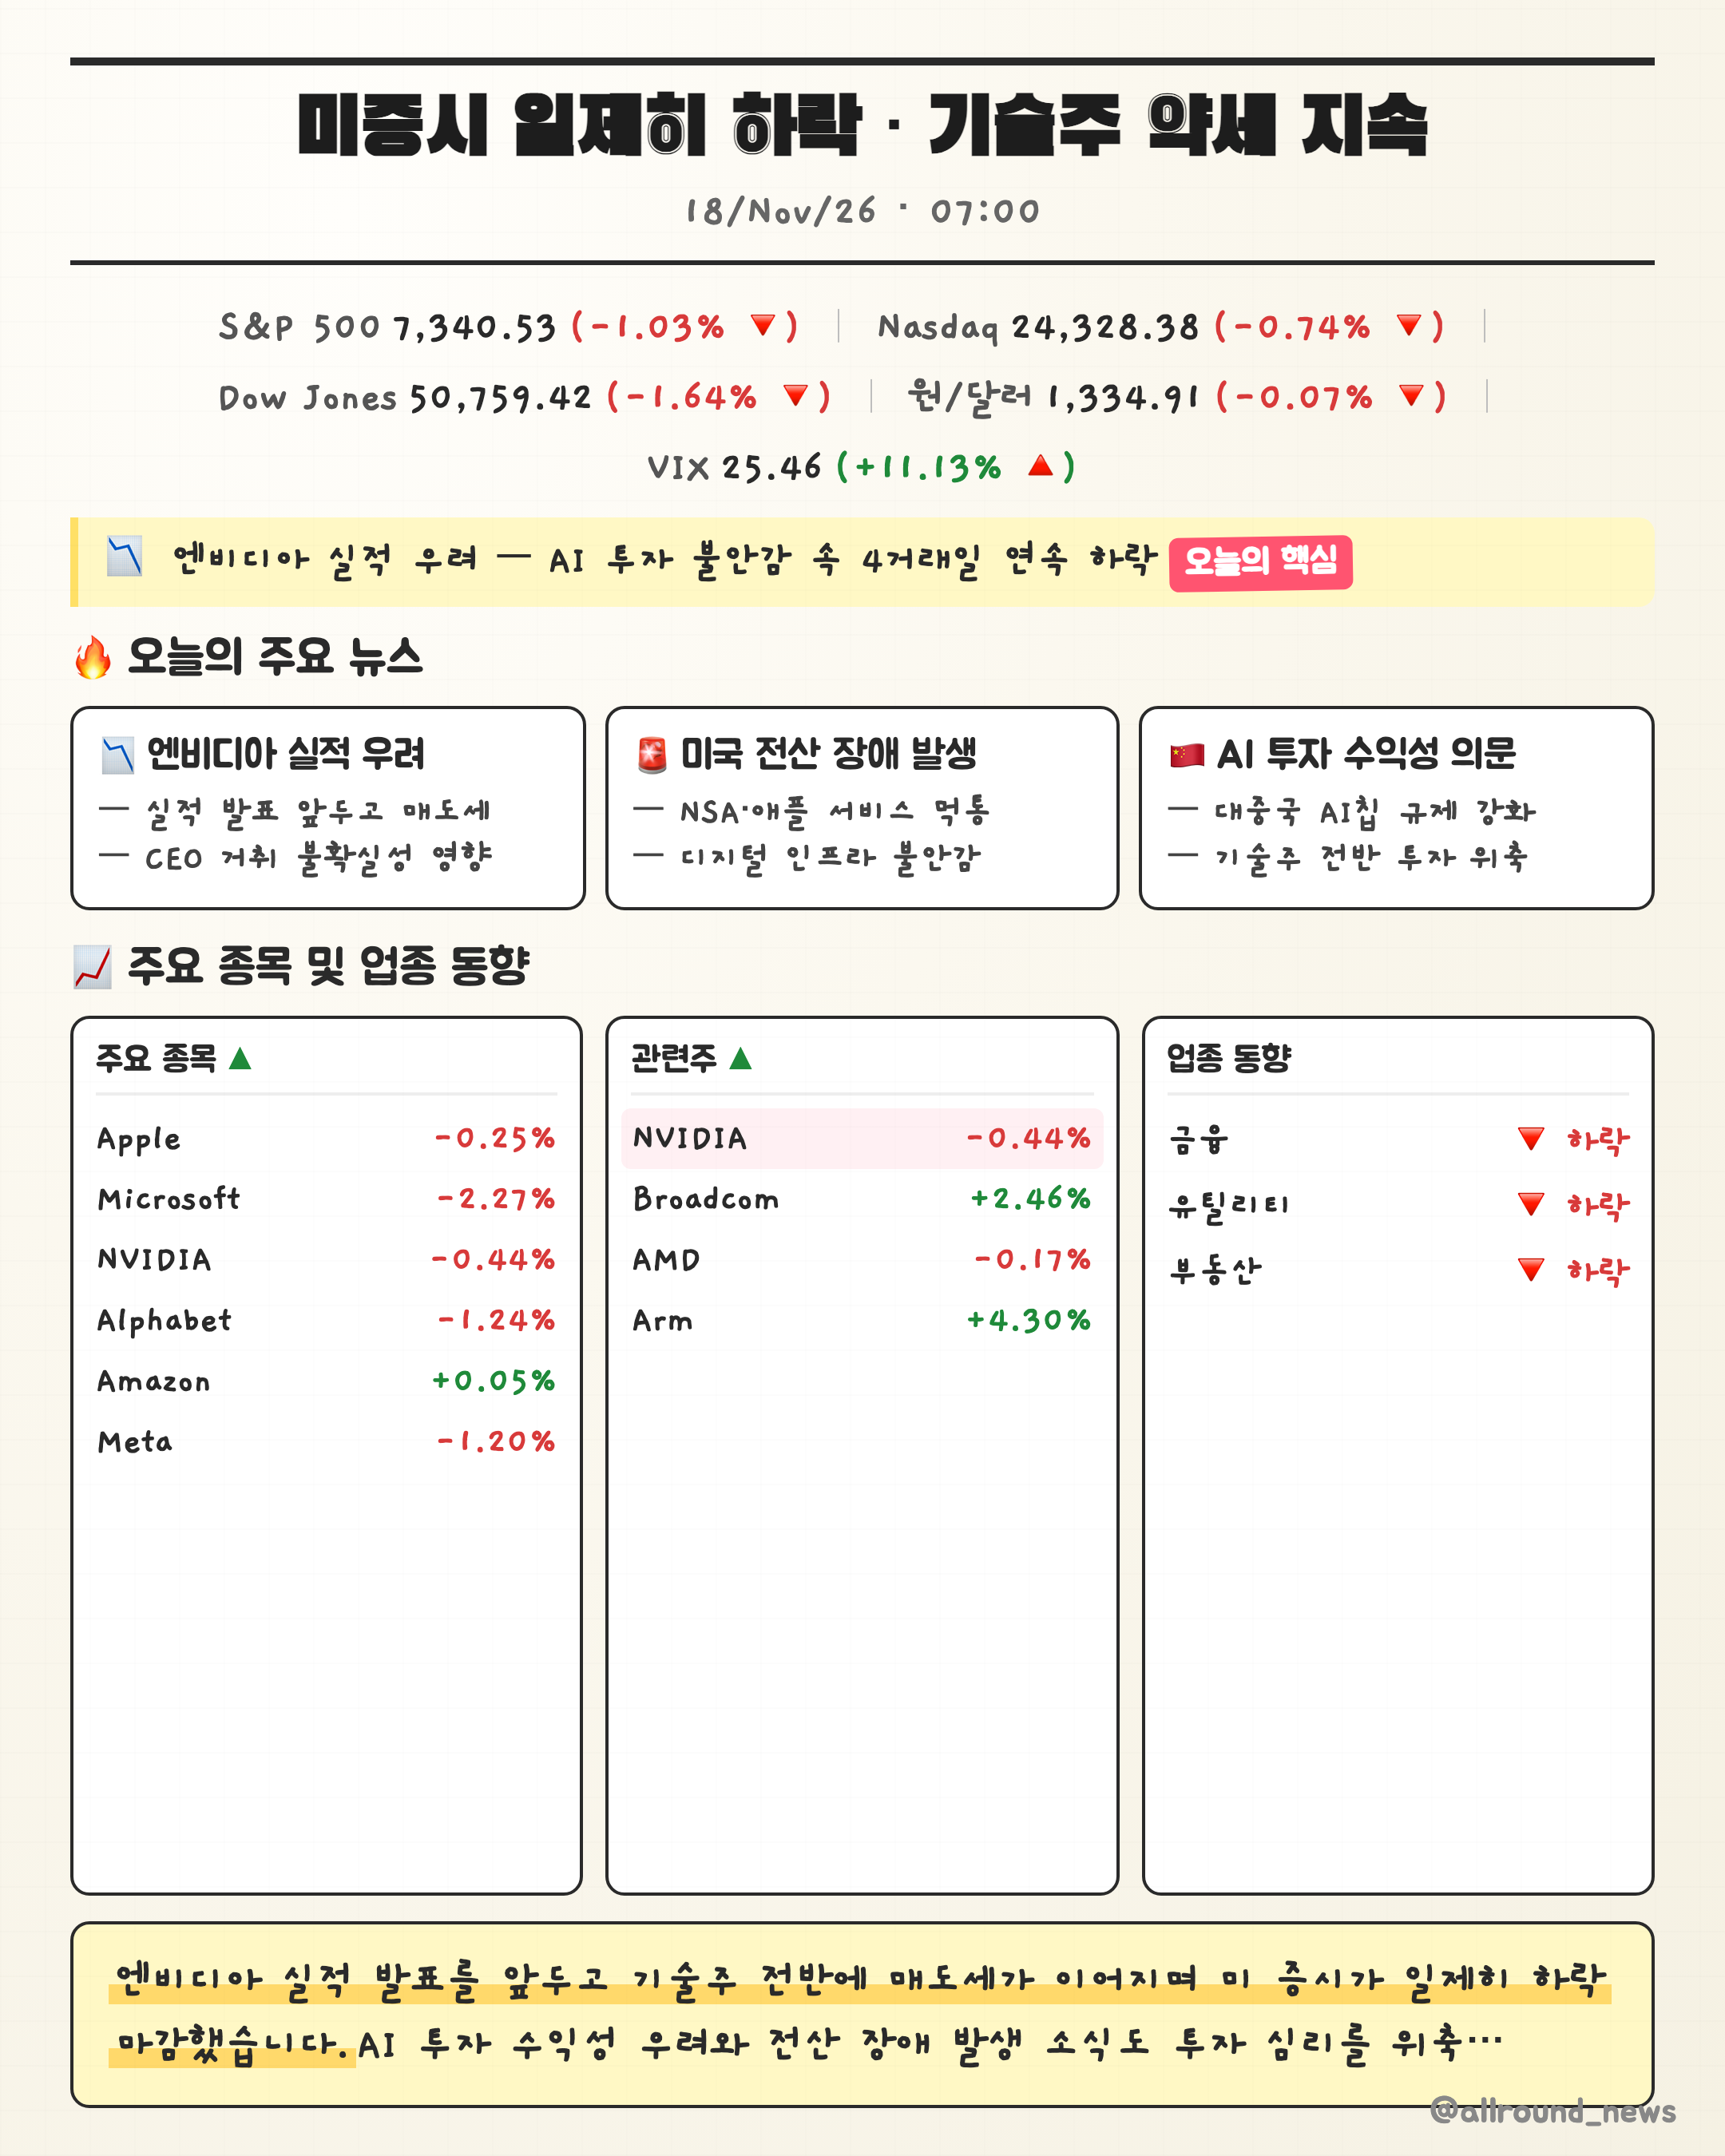 미증시 일제히 하락 · 기술주 약세 지속
18/Nov/26 · 07:00
S&P 500 7,340.53 (-1.03% 🔻) | Nasdaq 24,328.38 (-0.74% 🔻) |
Dow Jones 50,759.42 (-1.64% 🔻) | 원/달러 1,334.91 (-0.07% 🔻) |
VIX 25.46 (+11.13% 🔺)
📉 엔비디아 실적 우려 — AI 투자 불안감 속 4거래일 연속 하락 오늘의 핵심
🔥 오늘의 주요 뉴스
📉 엔비디아 실적 우려
— 실적 발표 앞두고 매도세
— CEO 거취 불확실성 영향
🚨 미국 전산 장애 발생
— NSA·애플 서비스 먹통
— 디지털 인프라 불안감
🇨🇳 AI 투자 수익성 의문
— 대중국 AI칩 규제 강화
— 기술주 전반 투자 위축
📈 주요 종목 및 업종 동향
주요 종목 ▲
Apple -0.25%
Microsoft -2.27%
NVIDIA -0.44%
Alphabet -1.24%
Amazon +0.05%
Meta -1.20%
관련주 ▲
NVIDIA -0.44%
Broadcom +2.46%
AMD -0.17%
Arm +4.30%
업종 동향
금융 🔻 하락
유틸리티 🔻 하락
부동산 🔻 하락
엔비디아 실적 발표를 앞두고 기술주 전반에 매도세가 이어지며 미 증시가 일제히 하락
마감했습니다. AI 투자 수익성 우려와 전산 장애 발생 소식도 투자 심리를 위축…
@allround_news